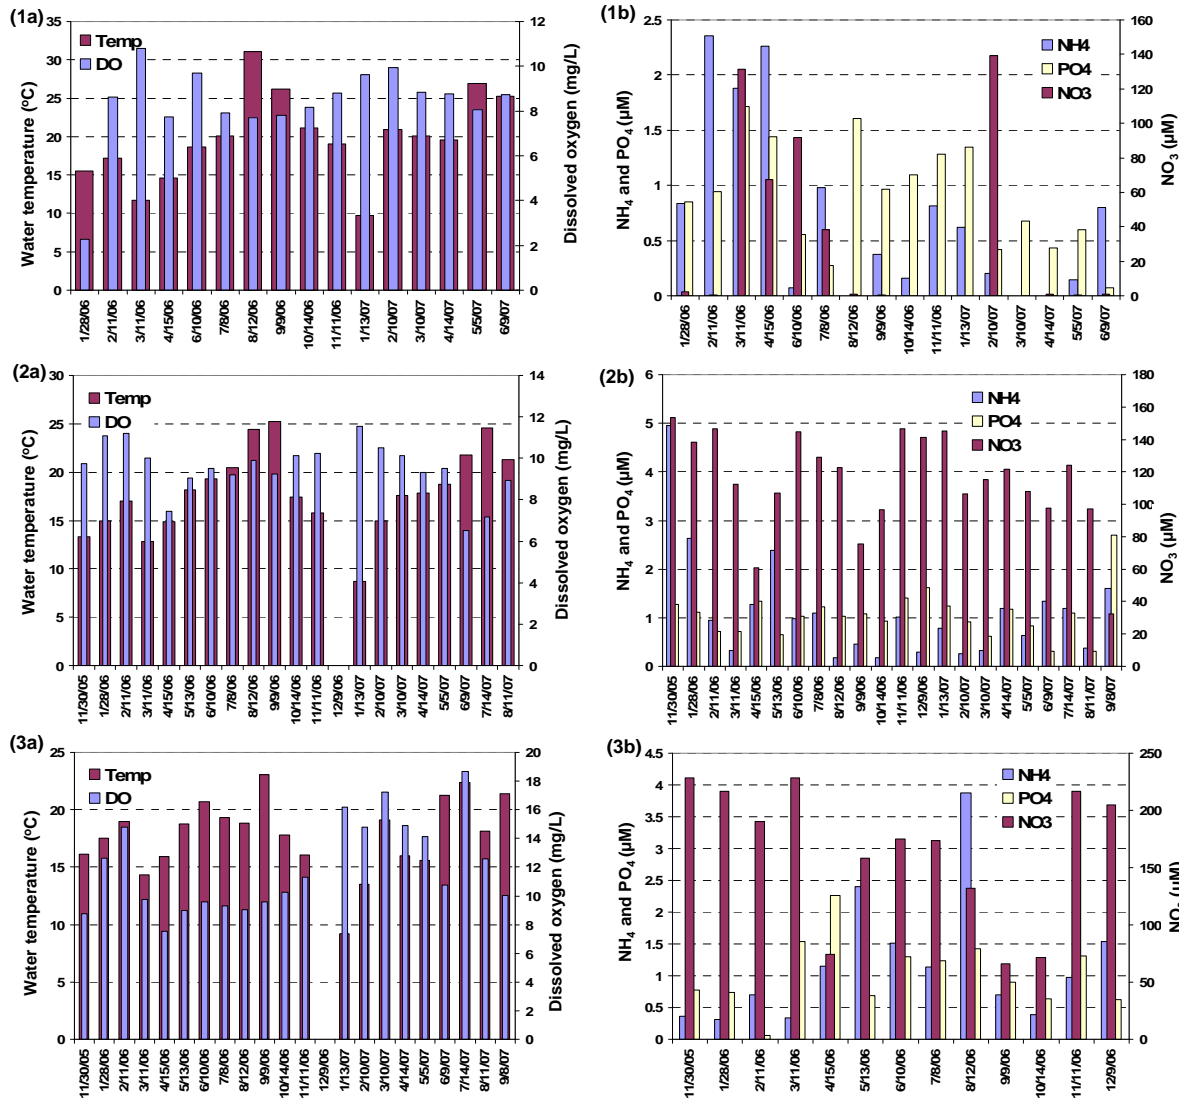 (1a)
35
30
25
20
15
10
5
0
Water temperature (ºC)
Temp
DO
12
10
8
6
4
2
0
Dissolved oxygen (mg/L)
1/28/06 2/11/06 3/11/06 4/15/06 6/10/06 7/8/06 8/12/06 9/9/06 10/14/06 11/11/06 1/13/07 2/10/07 3/10/07 4/14/07 5/5/07 6/9/07
(1b)
2.5
2
1.5
1
0.5
0
NH4 and PO4 (µM)
NH4
PO4
NO3
160
140
120
100
80
60
40
20
0
NO3 (µM)
1/28/06 2/11/06 3/11/06 4/15/06 6/10/06 7/8/06 8/12/06 9/9/06 10/14/06 11/11/06 1/13/07 2/10/07 3/10/07 4/14/07 5/5/07 6/9/07
(2a)
30
25
20
15
10
5
0
Water temperature (ºC)
Temp
DO
14
12
10
8
6
4
2
0
Dissolved oxygen (mg/L)
11/30/05 1/28/06 2/11/06 3/11/06 4/15/06 5/13/06 6/10/06 7/8/06 8/12/06 9/9/06 10/14/06 11/11/06 12/9/06 1/13/07 2/10/07 3/10/07 4/14/07 5/5/07 6/9/07 7/14/07 8/11/07
(2b)
6
5
4
3
2
1
0
NH4 and PO4 (µM)
NH4
PO4
NO3
180
160
140
120
100
80
60
40
20
0
NO3 (µM)
11/30/05 1/28/06 2/11/06 3/11/06 4/15/06 5/13/06 6/10/06 7/8/06 8/12/06 9/9/06 10/14/06 11/11/06 12/9/06 1/13/07 2/10/07 3/10/07 4/14/07 5/5/07 6/9/07 7/14/07 8/11/07 9/8/07
(3a)
25
20
15
10
5
0
Water temperature (ºC)
Temp
DO
20
18
16
14
12
10
8
6
4
2
0
Dissolved oxygen (mg/L)
11/30/05 1/28/06 2/11/06 3/11/06 4/15/06 5/13/06 6/10/06 7/8/06 8/12/06 9/9/06 10/14/06 11/11/06 12/9/06 1/13/07 2/10/07 3/10/07 4/14/07 5/5/07 6/9/07 7/14/07 8/11/07 9/8/07
(3b)
4.5
4
3.5
3
2.5
2
1.5
1
0.5
0
NH4 and PO4 (µM)
NH4
PO4
NO3
250
200
150
100
50
0
(µM)
11/30/05 1/28/06 2/11/06 3/11/06 4/15/06 5/13/06 6/10/06 7/8/06 8/12/06 9/9/06 10/14/06 11/11/06 12/9/06